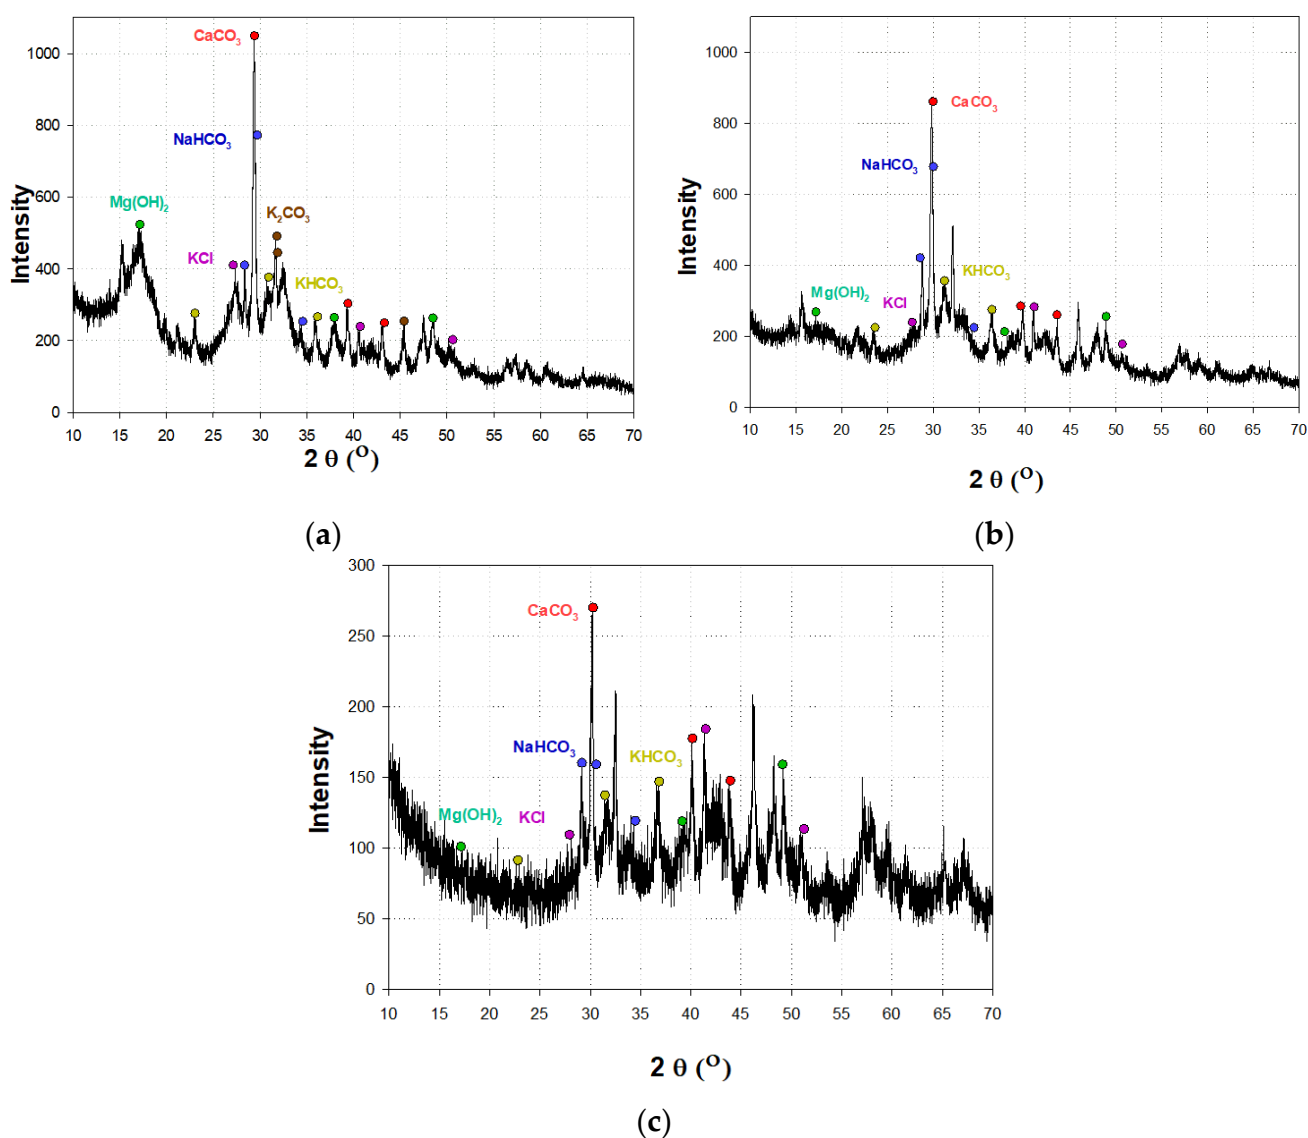 CaCO3
NaHCO3
Mg(OH)2
K2CO3
KCl
KHCO3
Intensity
1000
800
600
400
200
0
10 15 20 25 30 35 40 45 50 55 60 65 70
2 θ (O)
(a)
CaCO3
NaHCO3
KHCO3
Mg(OH)2
KCl
Intensity
1000
800
600
400
200
0
10 15 20 25 30 35 40 45 50 55 60 65 70
2 θ (O)
(b)
CaCO3
NaHCO3
KHCO3
Mg(OH)2
KCl
Intensity
300
250
200
150
100
50
0
10 15 20 25 30 35 40 45 50 55 60 65 70
2 θ (O)
(c)